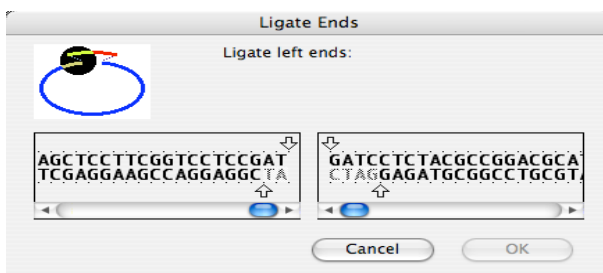 Ligate Ends
Ligate left ends:
AGCTCCTTCGGTCCTCCGAT GATCCTCTACGCCGGACGCAT
TCGAGGAAGCCAGGAGGCTA CTAGGAGATGCGGCCTGCGTA
Cancel OK